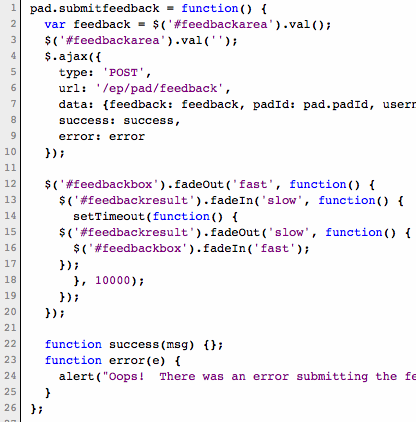 1 pad.submitfeedback = function() {
2   var feedback = $('#feedbackarea').val();
3   $('#feedbackarea').val('');
4   $.ajax({
5     type: 'POST',
6     url: '/ep/pad/feedback',
7     data: {feedback: feedback, padId: pad.padId, usern
8     success: success,
9     error: error
10   });
11
12   $('#feedbackbox').fadeOut('fast', function() {
13     $('#feedbackresult').fadeIn('slow', function() {
14       setTimeout(function() {
15     $('#feedbackresult').fadeOut('slow', function() {
16       $('#feedbackbox').fadeIn('fast');
17     });
18       }, 10000);
19     });
20   });
21
22   function success(msg) {};
23   function error(e) {
24     alert("Oops!  There was an error submitting the fe
25   }
26 };